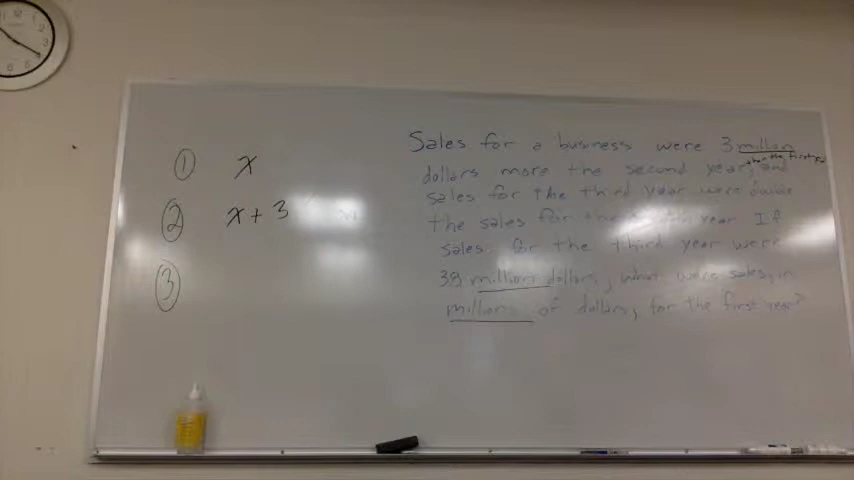 ① x
② x + 3
③
Sales for a business were 3 millon
dollars more the second year, than the first and
sales for the third year were double
the sales for the year If
sales for the third year were
38 million dollars, what were sales, in
millions of dollars, for the first year?